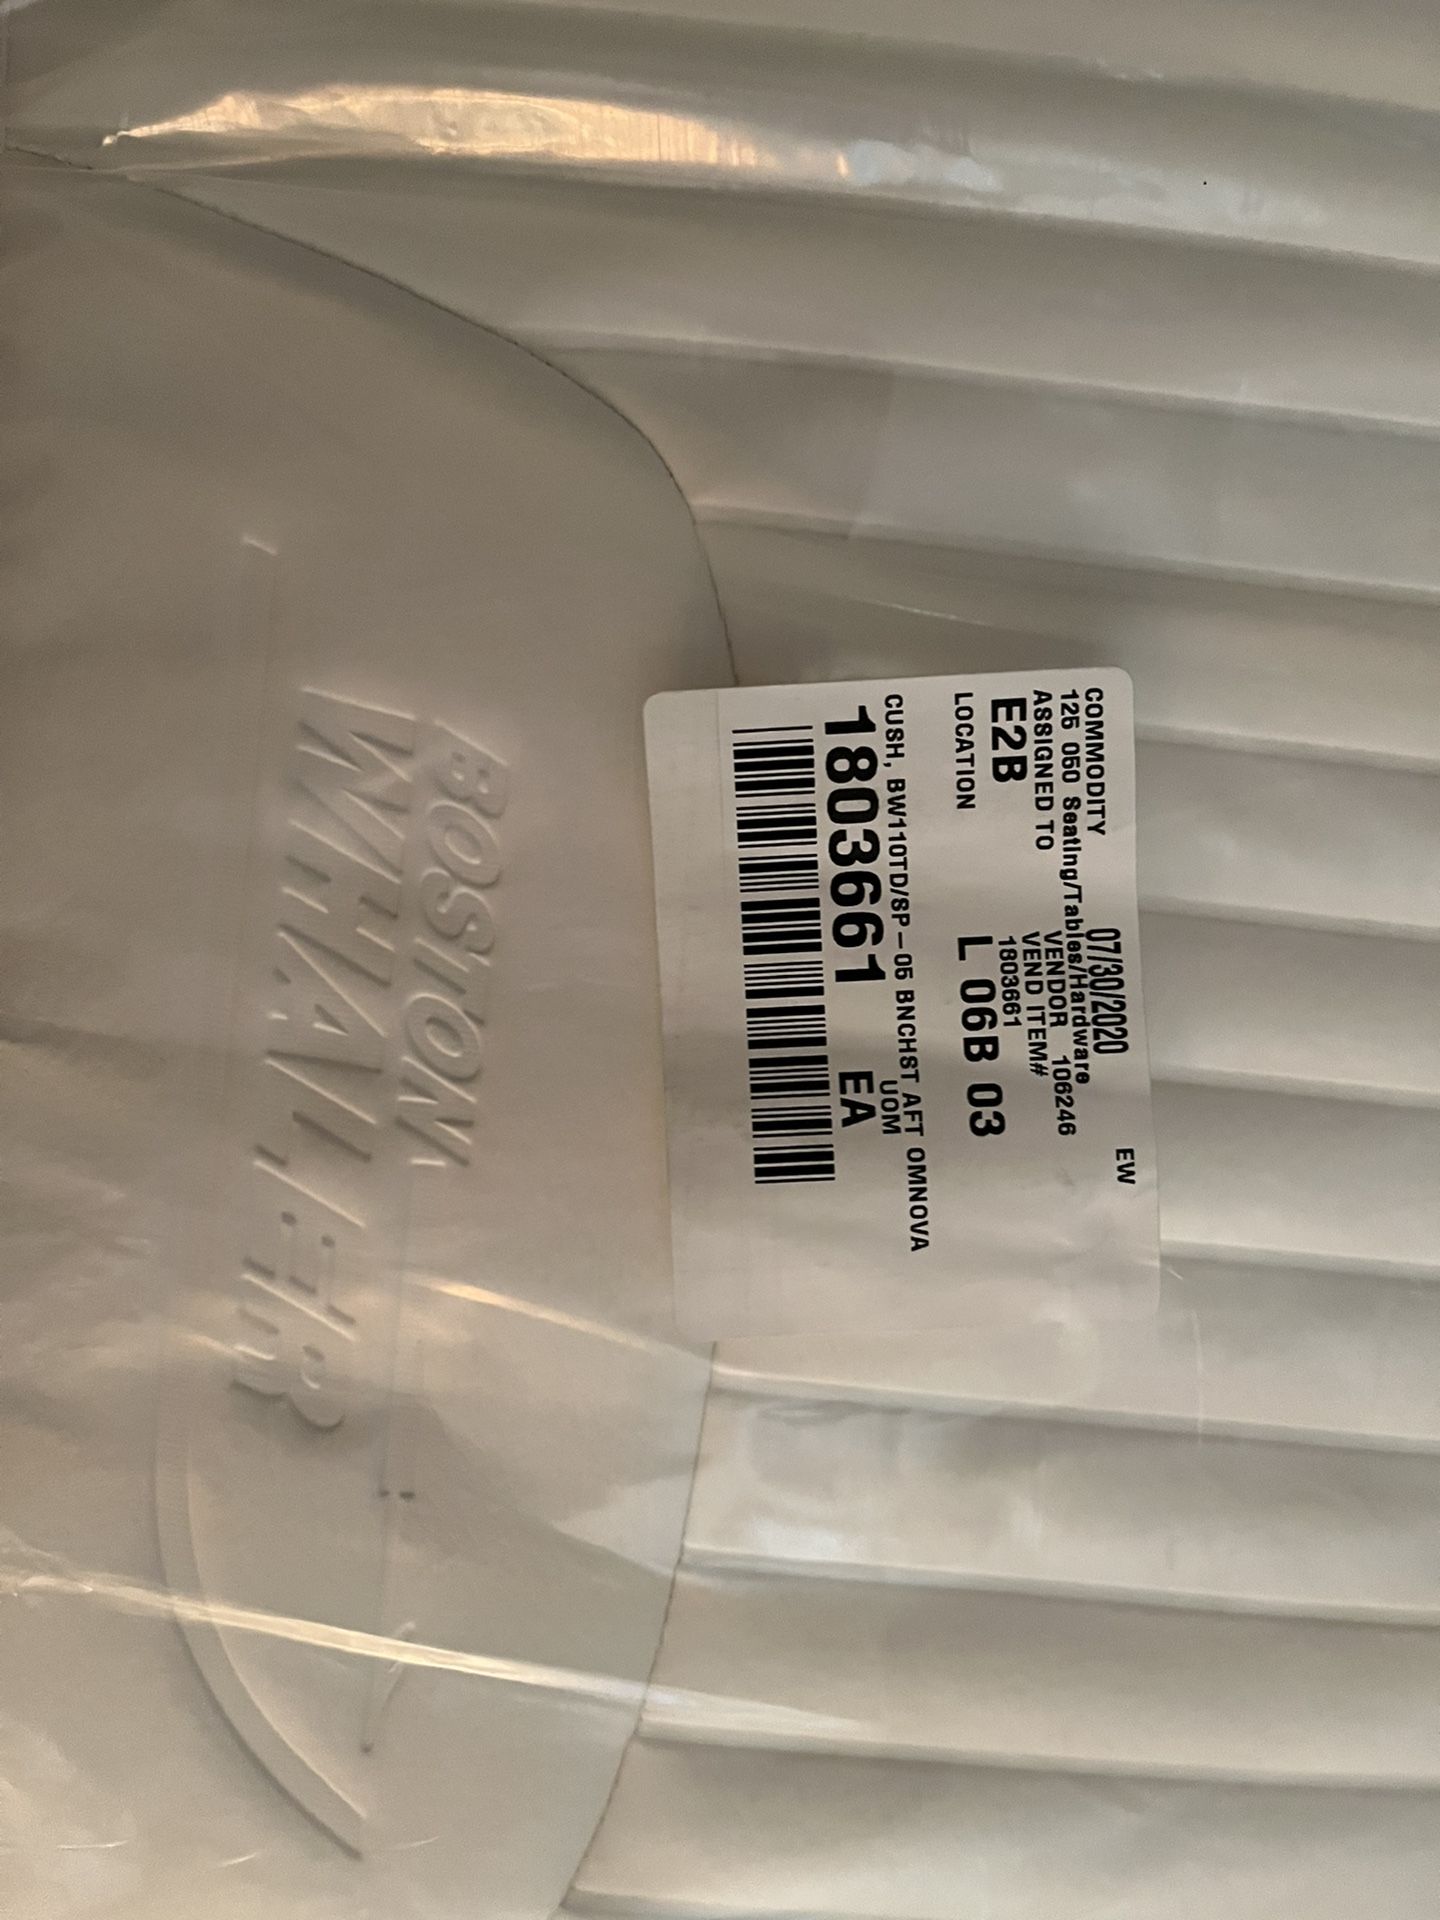 07/30/2020 EW
COMMODITY
125 050 Seating/Tables/Hardware
ASSIGNED TO VENDOR 106246
E2B VEND ITEM#
1803661
LOCATION L 06B 03
CUSH, BW110TD/SP-05 BNCHST AFT OMNOVA
1803661 UOM
EA
BOSTON
WHALER